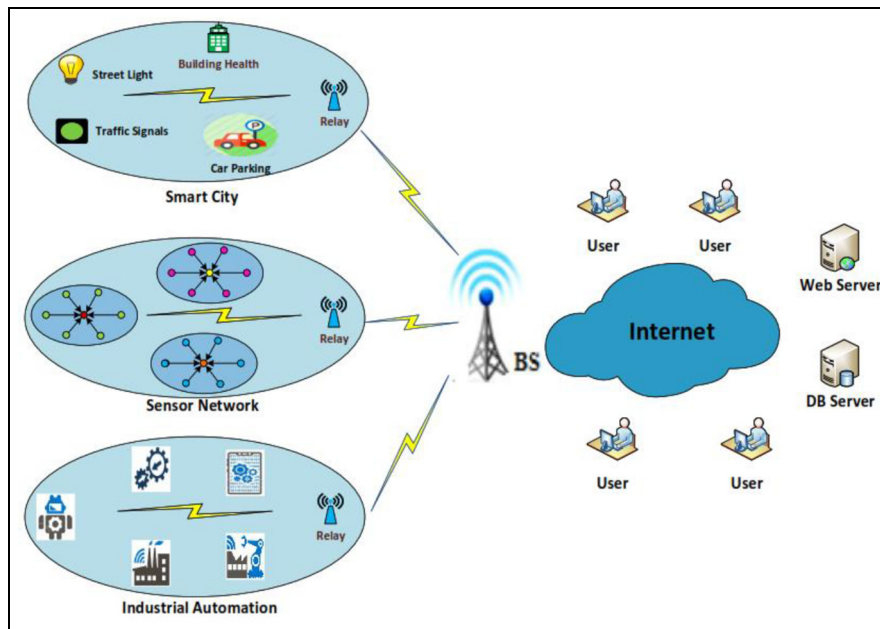 Building Health
Street Light
Relay
Traffic Signals
Car Parking
P
Smart City
User
User
Web Server
Relay
Internet
BS
Sensor Network
DB Server
User
User
Relay
Industrial Automation